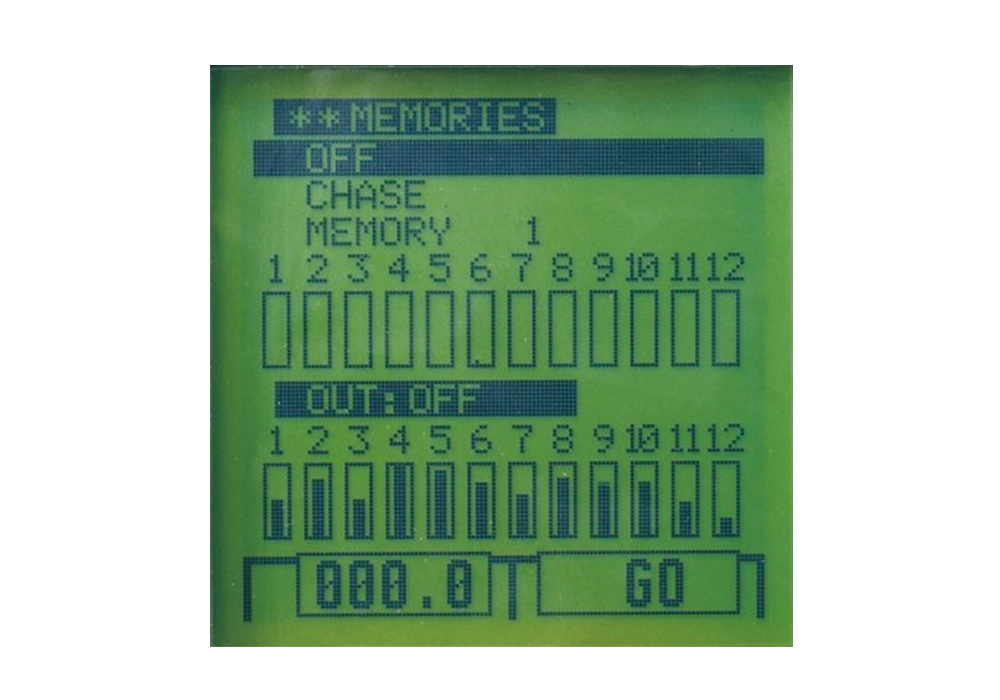 **MEMORIES
OFF
CHASE
MEMORY 1
1 2 3 4 5 6 7 8 9 10 11 12
OUT:OFF
1 2 3 4 5 6 7 8 9 10 11 12
000.0 GO